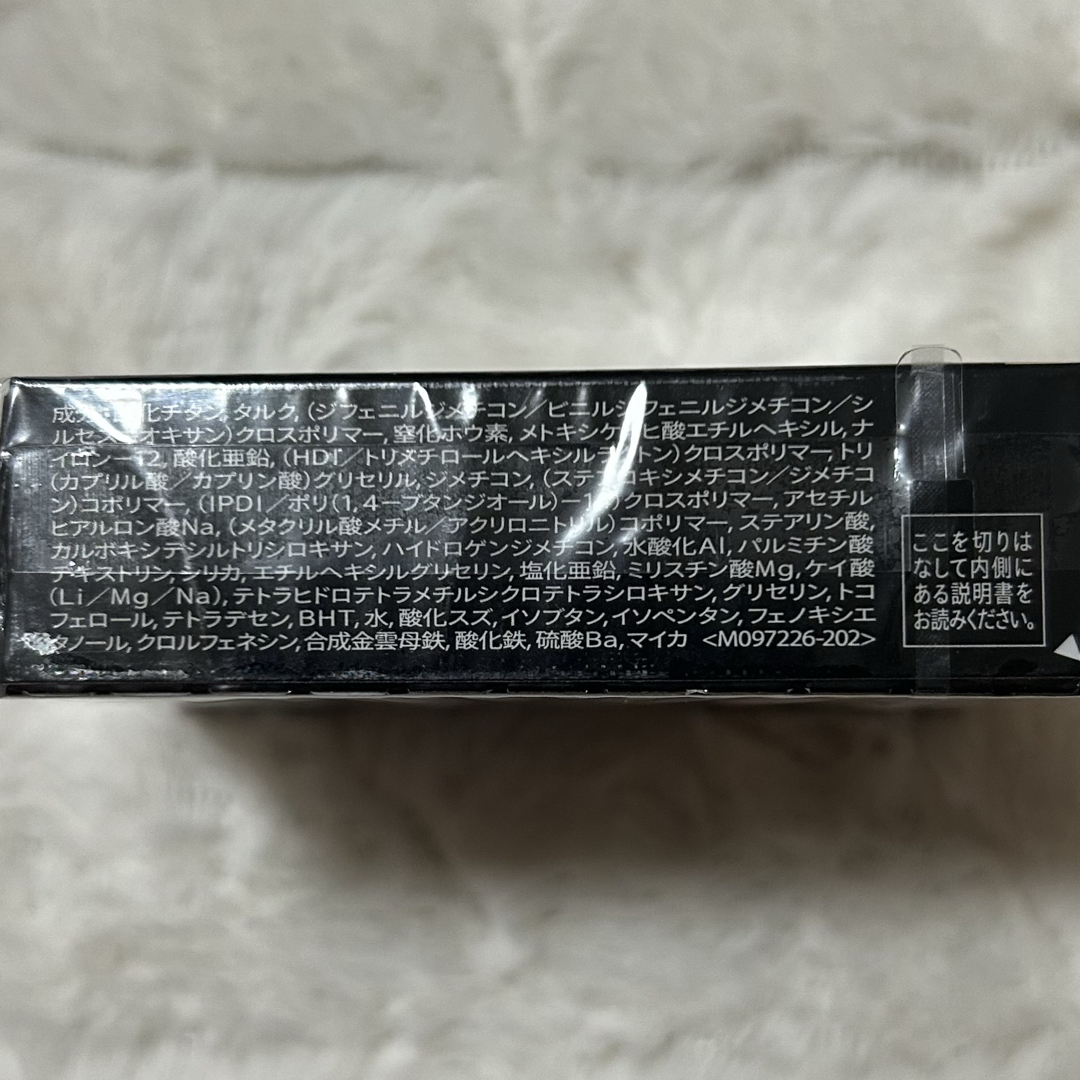 成分・酸化チタン, タルク, (ジフェニルジメチコン／ビニルジフェニルジメチコン／シ
ルセスキオキサン)クロスポリマー, 窒化ホウ素, メトキシケイヒ酸エチルヘキシル, ナ
イロン－12, 酸化亜鉛, (HDI／トリメチロールヘキシルラクトン)クロスポリマー, トリ
(カプリル酸／カプリン酸)グリセリル, ジメチコン, (ステアロキシメチコン／ジメチコ
ン)コポリマー, (IPDI／ポリ(1,4－ブタンジオール)－14)クロスポリマー, アセチル
ヒアルロン酸Na, (メタクリル酸メチル／アクリロニトリル)コポリマー, ステアリン酸,
カルボキシデシルトリシロキサン, ハイドロゲンジメチコン, 水酸化Al, パルミチン酸
デキストリン, シリカ, エチルヘキシルグリセリン, 塩化亜鉛, ミリスチン酸Mg, ケイ酸
(Li／Mg／Na), テトラヒドロテトラメチルシクロテトラシロキサン, グリセリン, トコ
フェロール, テトラデセン, BHT, 水, 酸化スズ, イソブタン, イソペンタン, フェノキシエ
タノール, クロルフェネシン, 合成金雲母鉄, 酸化鉄, 硫酸Ba, マイカ <M097226-202>
ここを切りは
なして内側に
ある説明書を
お読みください。